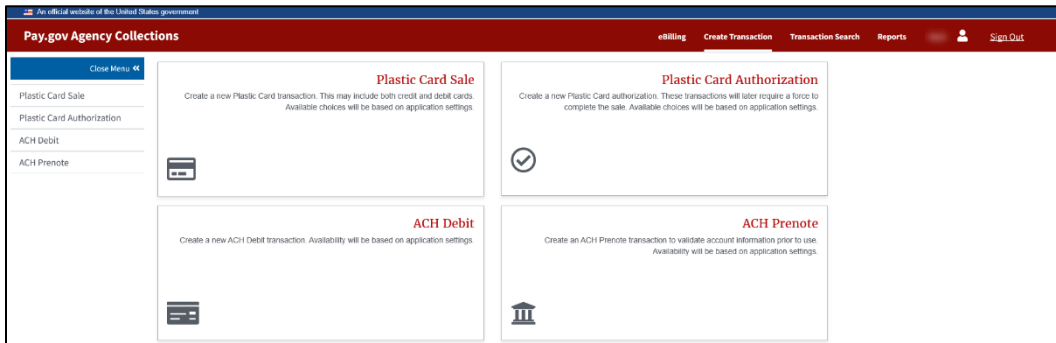 An official website of the United States government
Pay.gov Agency Collections
eBilling
Create Transaction
Transaction Search
Reports
Sign Out
Close Menu «
Plastic Card Sale
Plastic Card Authorization
ACH Debit
ACH Prenote
Plastic Card Sale
Create a new Plastic Card transaction. This may include both credit and debit cards.
Available choices will be based on application settings.
Plastic Card Authorization
Create a new Plastic Card authorization. These transactions will later require a force to
complete the sale. Available choices will be based on application settings.
ACH Debit
Create a new ACH Debit transaction. Availability will be based on application settings.
ACH Prenote
Create an ACH Prenote transaction to validate account information prior to use.
Availability will be based on application settings.